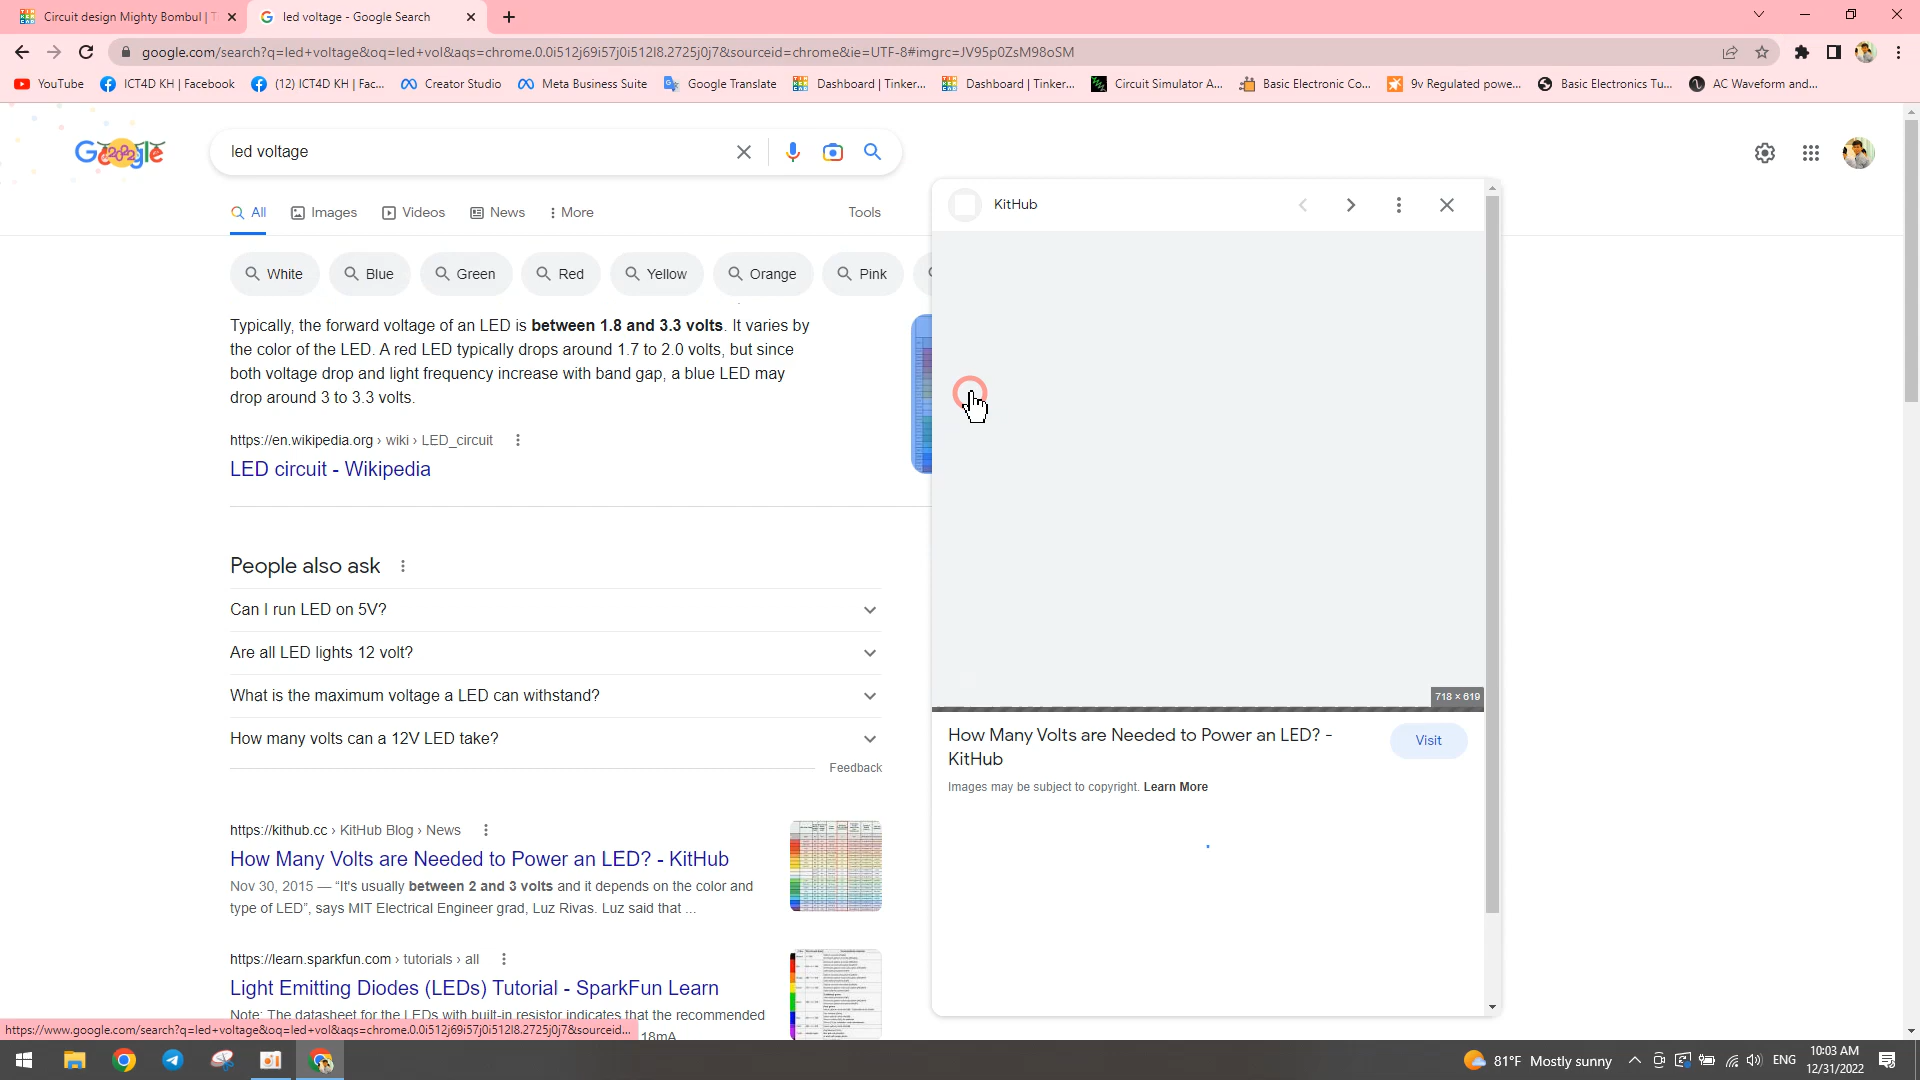 Circuit design Mighty Bombul | T
led voltage - Google Search
google.com/search?q=led+voltage&oq=led+vol&aqs=chrome.0.0i512j69i57j0i512l8.2725j0j7&sourceid=chrome&ie=UTF-8#imgrc=JV95p0ZsM98oSM
YouTube
ICT4D KH | Facebook
(12) ICT4D KH | Fac...
Creator Studio
Meta Business Suite
Google Translate
Dashboard | Tinker...
Dashboard | Tinker...
Circuit Simulator A...
Basic Electronic Co...
9v Regulated powe...
Basic Electronics Tu...
AC Waveform and...
Google
2022
led voltage
All
Images
Videos
News
More
Tools
White
Blue
Green
Red
Yellow
Orange
Pink
Typically, the forward voltage of an LED is between 1.8 and 3.3 volts. It varies by
the color of the LED. A red LED typically drops around 1.7 to 2.0 volts, but since
both voltage drop and light frequency increase with band gap, a blue LED may
drop around 3 to 3.3 volts.
https://en.wikipedia.org › wiki › LED_circuit
LED circuit - Wikipedia
People also ask
Can I run LED on 5V?
Are all LED lights 12 volt?
What is the maximum voltage a LED can withstand?
How many volts can a 12V LED take?
Feedback
https://kithub.cc › KitHub Blog › News
How Many Volts are Needed to Power an LED? - KitHub
Nov 30, 2015 — “It's usually between 2 and 3 volts and it depends on the color and
type of LED”, says MIT Electrical Engineer grad, Luz Rivas. Luz said that ...
https://learn.sparkfun.com › tutorials › all
Light Emitting Diodes (LEDs) Tutorial - SparkFun Learn
Note: The datasheet for the LEDs with built-in resistor indicates that the recommended
18mA
KitHub
718 × 619
How Many Volts are Needed to Power an LED? -
KitHub
Visit
Images may be subject to copyright. Learn More
https://www.google.com/search?q=led+voltage&oq=led+vol&aqs=chrome.0.0i512j69i57j0i512l8.2725j0j7&sourceid...
81°F Mostly sunny
ENG
10:03 AM
12/31/2022